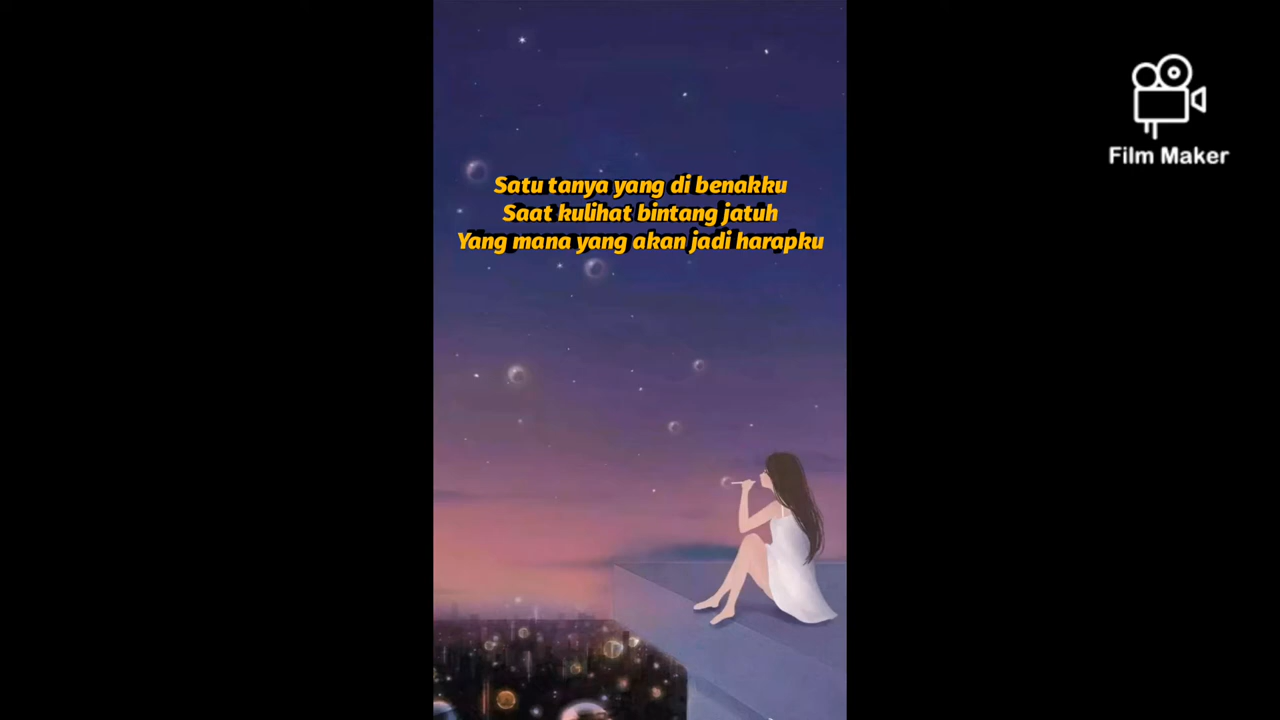 Satu tanya yang di benakku
Saat kulihat bintang jatuh
Yang mana yang akan jadi harapku
Film Maker